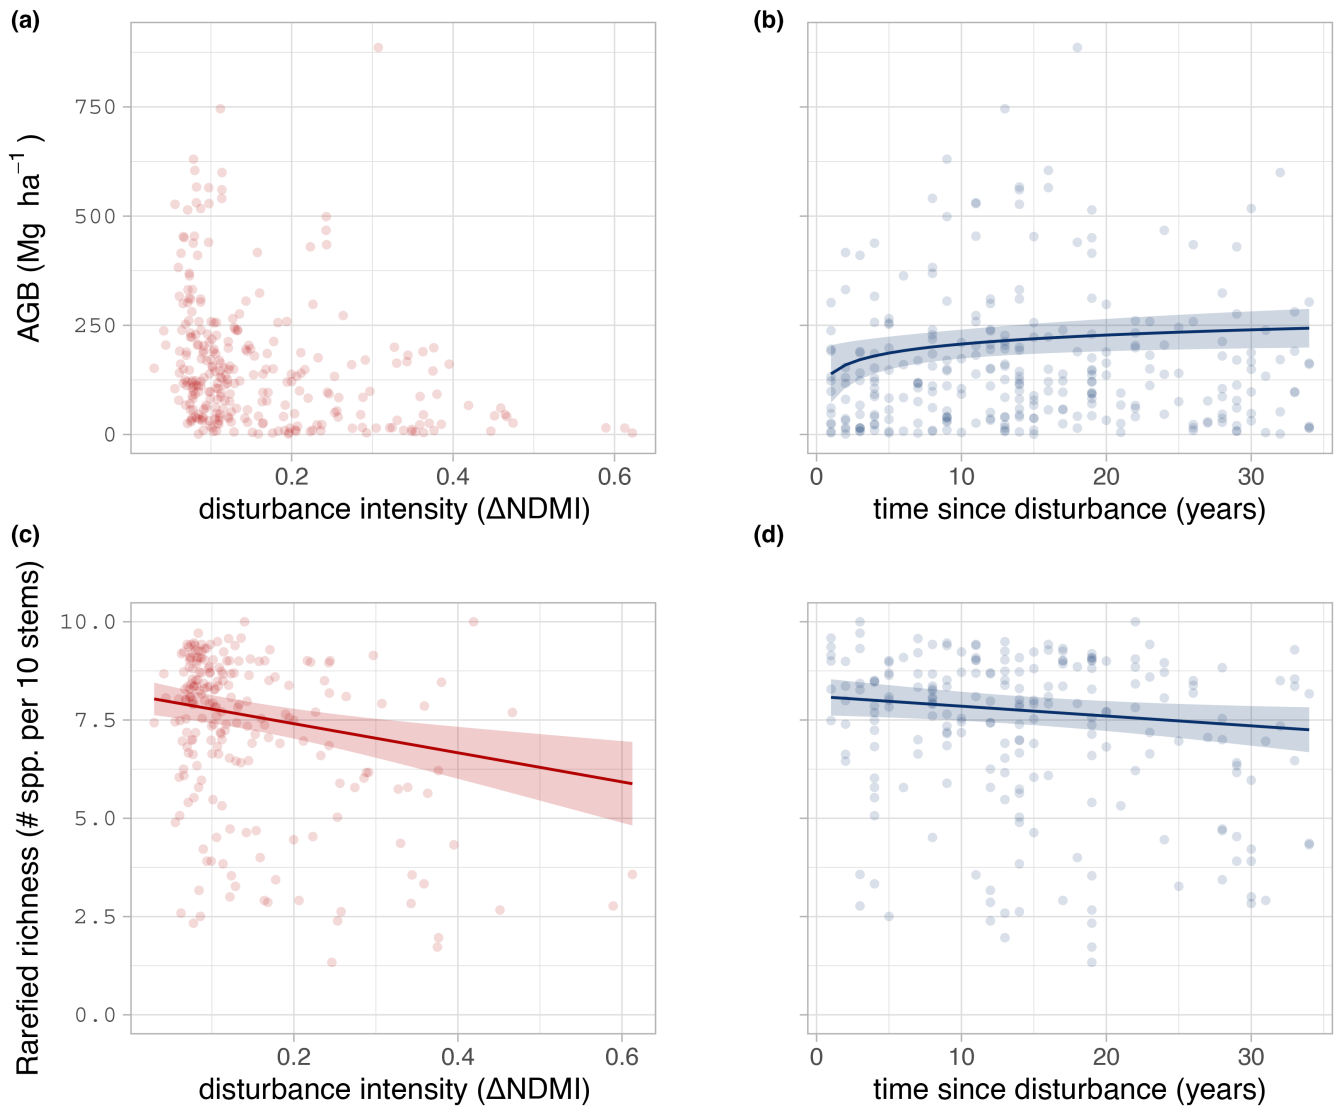 (a)
(b)
AGB (Mg ha⁻¹)
750
500
250
0
0.2 0.4 0.6
0 10 20 30
disturbance intensity (ΔNDMI)
time since disturbance (years)
(c)
(d)
Rarefied richness (# spp. per 10 stems)
10.0
7.5
5.0
2.5
0.0
0.2 0.4 0.6
0 10 20 30
disturbance intensity (ΔNDMI)
time since disturbance (years)